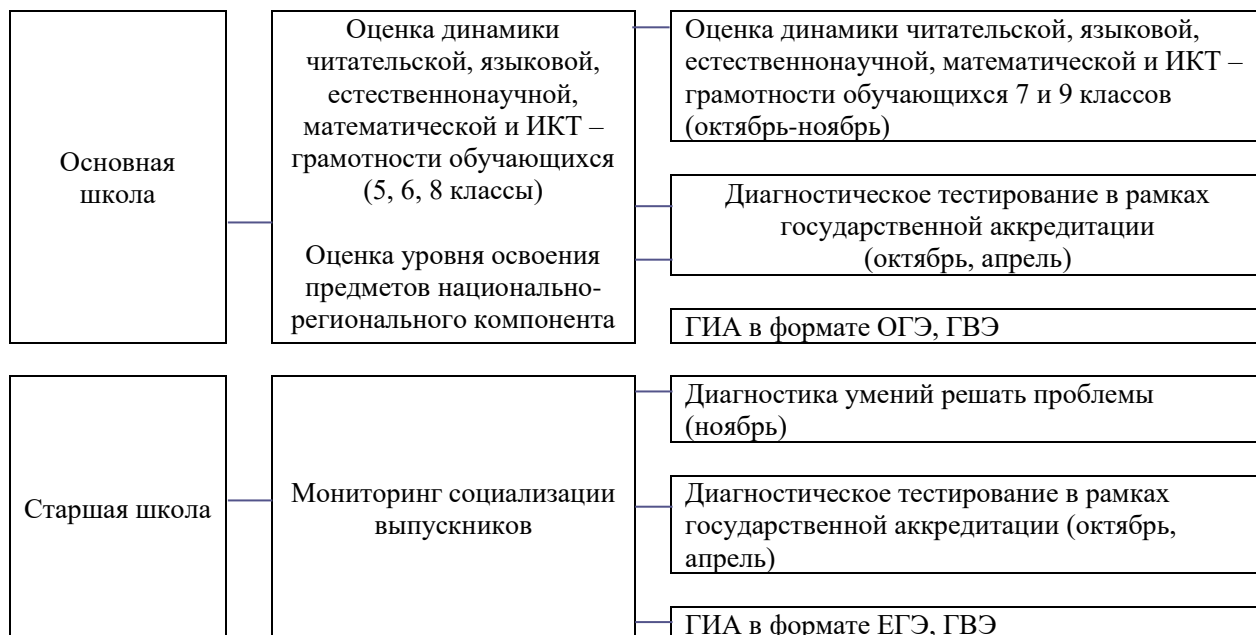 Основная
школа
Оценка динамики
читательской, языковой,
естественнонаучной,
математической и ИКТ –
грамотности обучающихся
(5, 6, 8 классы)
Оценка уровня освоения
предметов национально-
регионального компонента
Оценка динамики читательской, языковой,
естественнонаучной, математической и ИКТ –
грамотности обучающихся 7 и 9 классов
(октябрь-ноябрь)
Диагностическое тестирование в рамках
государственной аккредитации
(октябрь, апрель)
ГИА в формате ОГЭ, ГВЭ
Старшая школа
Мониторинг социализации
выпускников
Диагностика умений решать проблемы
(ноябрь)
Диагностическое тестирование в рамках
государственной аккредитации (октябрь,
апрель)
ГИА в формате ЕГЭ, ГВЭ